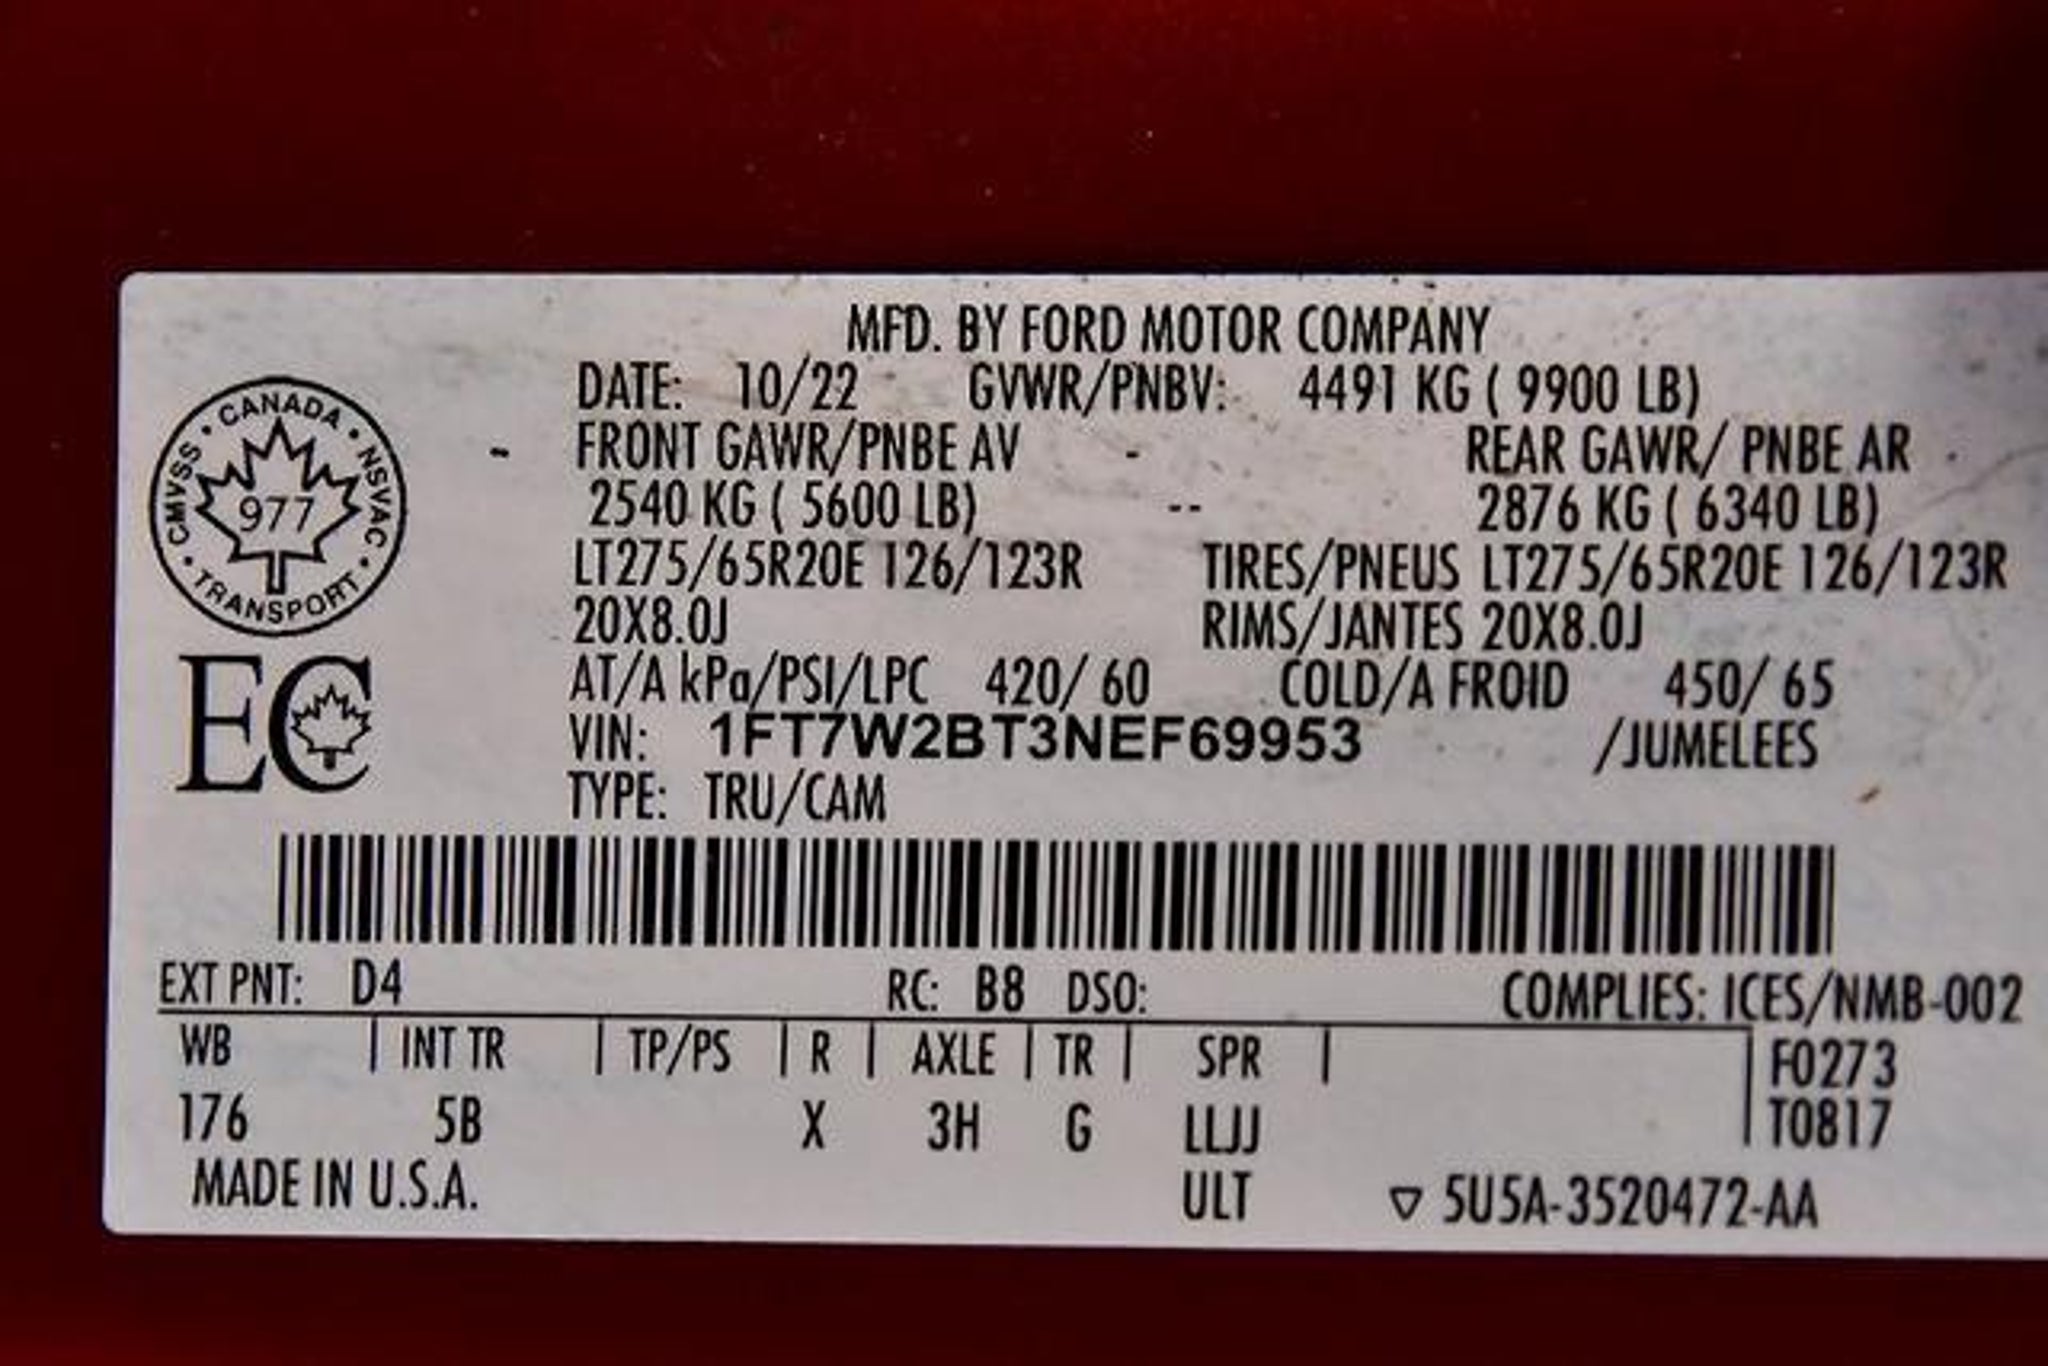 MFD. BY FORD MOTOR COMPANY
DATE: 10/22 GVWR/PNBV: 4491 KG ( 9900 LB)
- FRONT GAWR/PNBE AV - REAR GAWR/ PNBE AR
2540 KG ( 5600 LB) -- 2876 KG ( 6340 LB)
LT275/65R20E 126/123R TIRES/PNEUS LT275/65R20E 126/123R
20X8.0J RIMS/JANTES 20X8.0J
AT/A kPa/PSI/LPC 420/ 60 COLD/A FROID 450/ 65
VIN: 1FT7W2BT3NEF69953 /JUMELEES
TYPE: TRU/CAM
CANADA • NSVAC • TRANSPORT • CMVSS •
977
EC
EXT PNT: D4 RC: B8 DSO: COMPLIES: ICES/NMB-002
WB | INT TR | TP/PS | R | AXLE | TR | SPR | F0273
176 5B X 3H G LLJJ T0817
MADE IN U.S.A. ULT ▽ 5U5A-3520472-AA